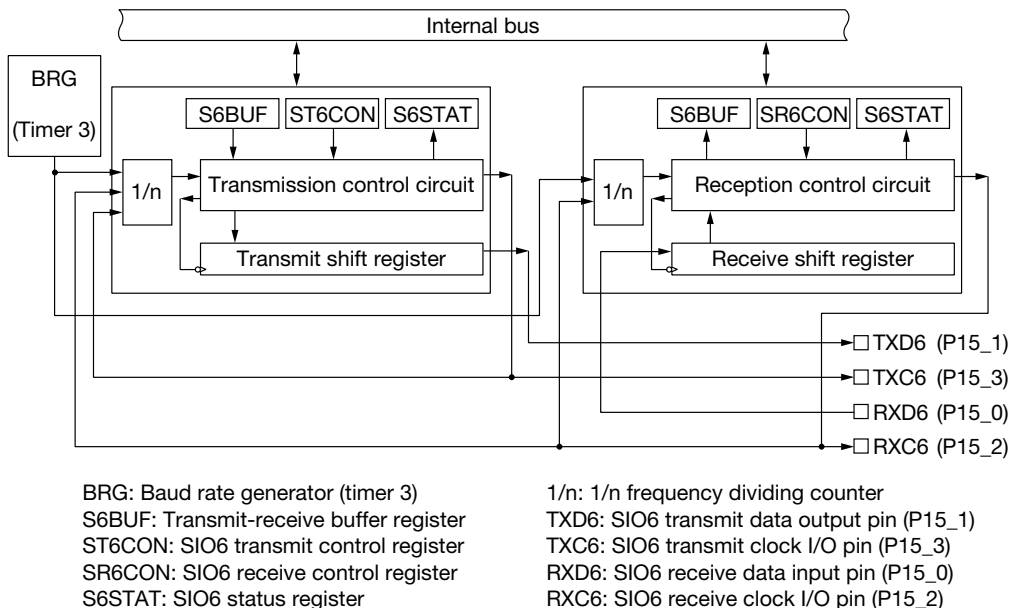 Internal bus
BRG
(Timer 3)
S6BUF ST6CON S6STAT
S6BUF SR6CON S6STAT
1/n
Transmission control circuit
1/n
Reception control circuit
Transmit shift register
Receive shift register
TXD6 (P15_1)
TXC6 (P15_3)
RXD6 (P15_0)
RXC6 (P15_2)
BRG: Baud rate generator (timer 3)
S6BUF: Transmit-receive buffer register
ST6CON: SIO6 transmit control register
SR6CON: SIO6 receive control register
S6STAT: SIO6 status register
1/n: 1/n frequency dividing counter
TXD6: SIO6 transmit data output pin (P15_1)
TXC6: SIO6 transmit clock I/O pin (P15_3)
RXD6: SIO6 receive data input pin (P15_0)
RXC6: SIO6 receive clock I/O pin (P15_2)